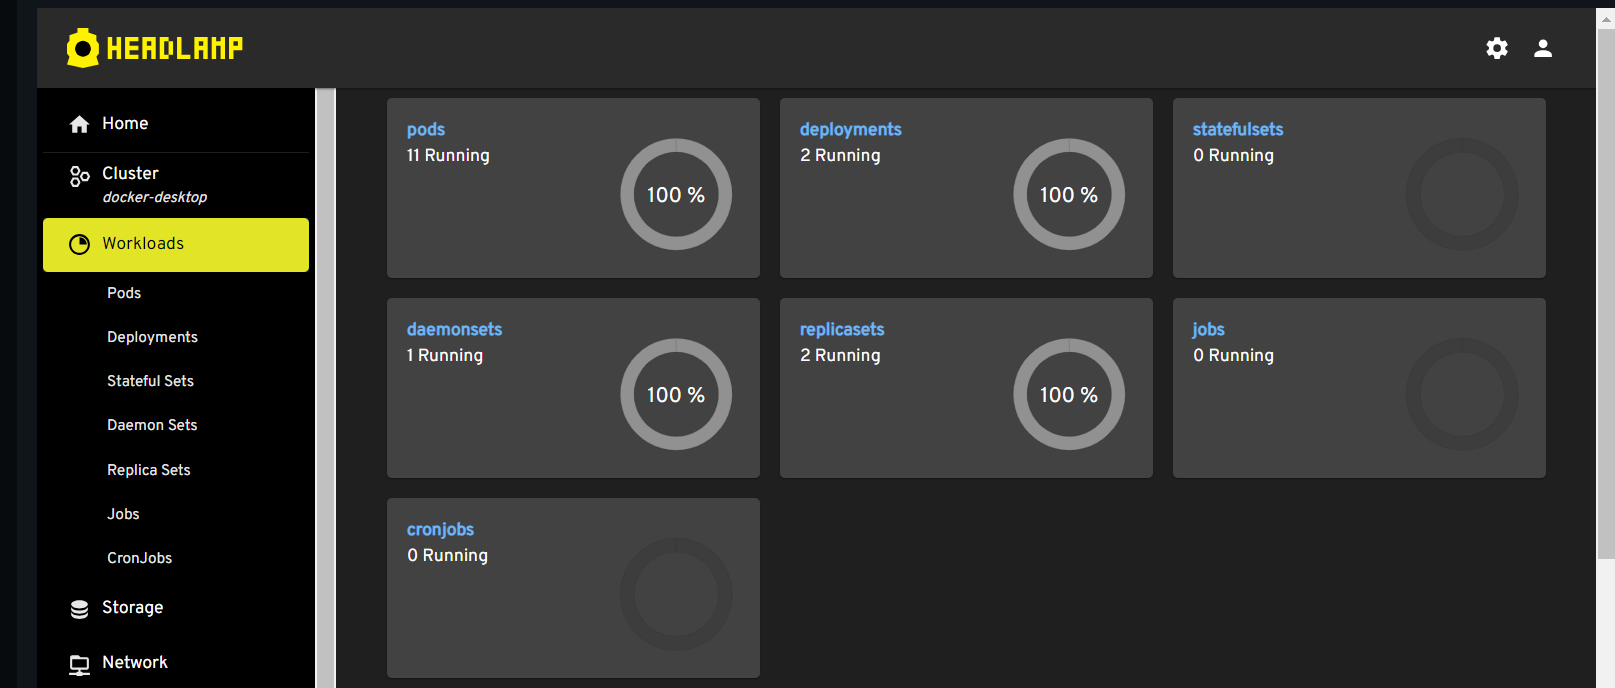 HEADLAMP
Home
Cluster
docker-desktop
Workloads
Pods
Deployments
Stateful Sets
Daemon Sets
Replica Sets
Jobs
CronJobs
Storage
Network
pods
11 Running
100 %
deployments
2 Running
100 %
statefulsets
0 Running
daemonsets
1 Running
100 %
replicasets
2 Running
100 %
jobs
0 Running
cronjobs
0 Running